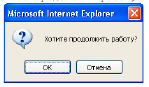 Microsoft Internet Explorer
Хотите продолжить работу?
OK
Отмена